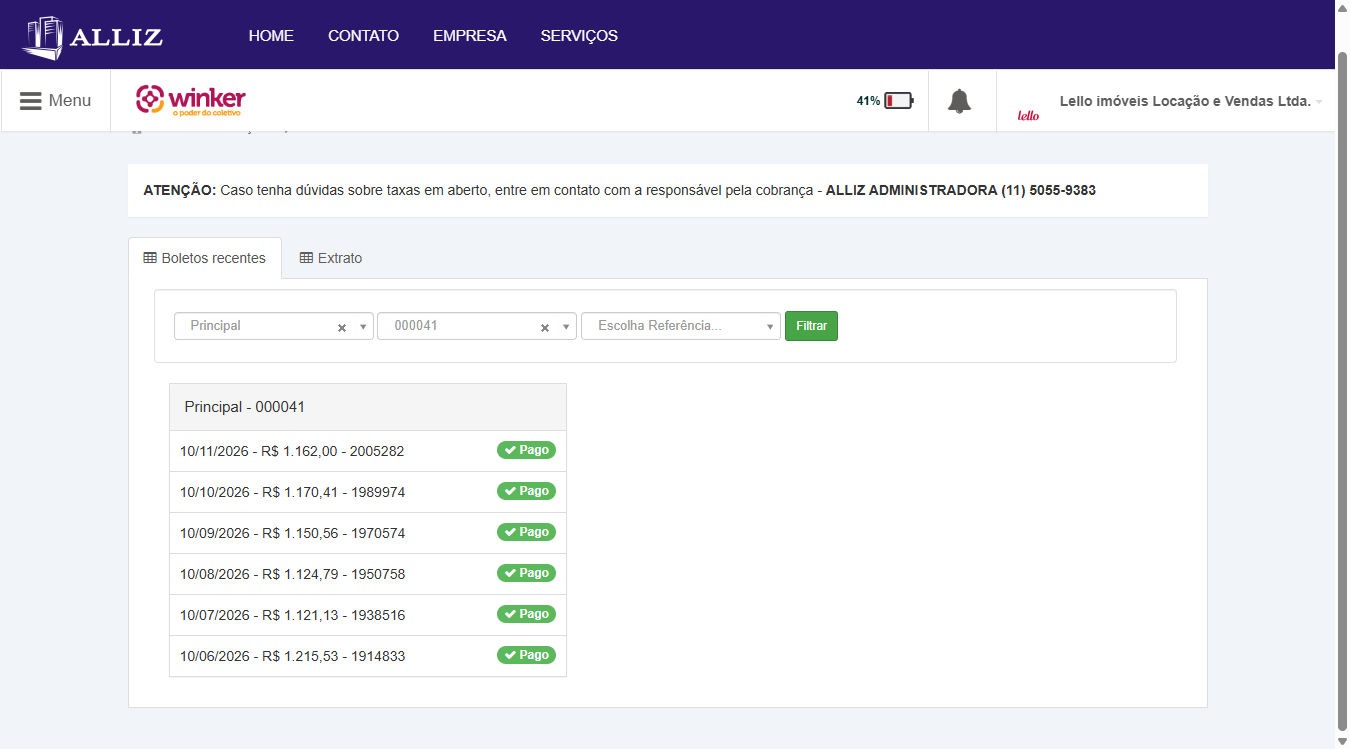 ALLIZ
HOME CONTATO EMPRESA SERVIÇOS
Menu
winker
o poder do coletivo
41%
lello
Lello imóveis Locação e Vendas Ltda.
ATENÇÃO: Caso tenha dúvidas sobre taxas em aberto, entre em contato com a responsável pela cobrança - ALLIZ ADMINISTRADORA (11) 5055-9383
Boletos recentes Extrato
Principal × 000041 × Escolha Referência... Filtrar
Principal - 000041
10/11/2026 - R$ 1.162,00 - 2005282 Pago
10/10/2026 - R$ 1.170,41 - 1989974 Pago
10/09/2026 - R$ 1.150,56 - 1970574 Pago
10/08/2026 - R$ 1.124,79 - 1950758 Pago
10/07/2026 - R$ 1.121,13 - 1938516 Pago
10/06/2026 - R$ 1.215,53 - 1914833 Pago